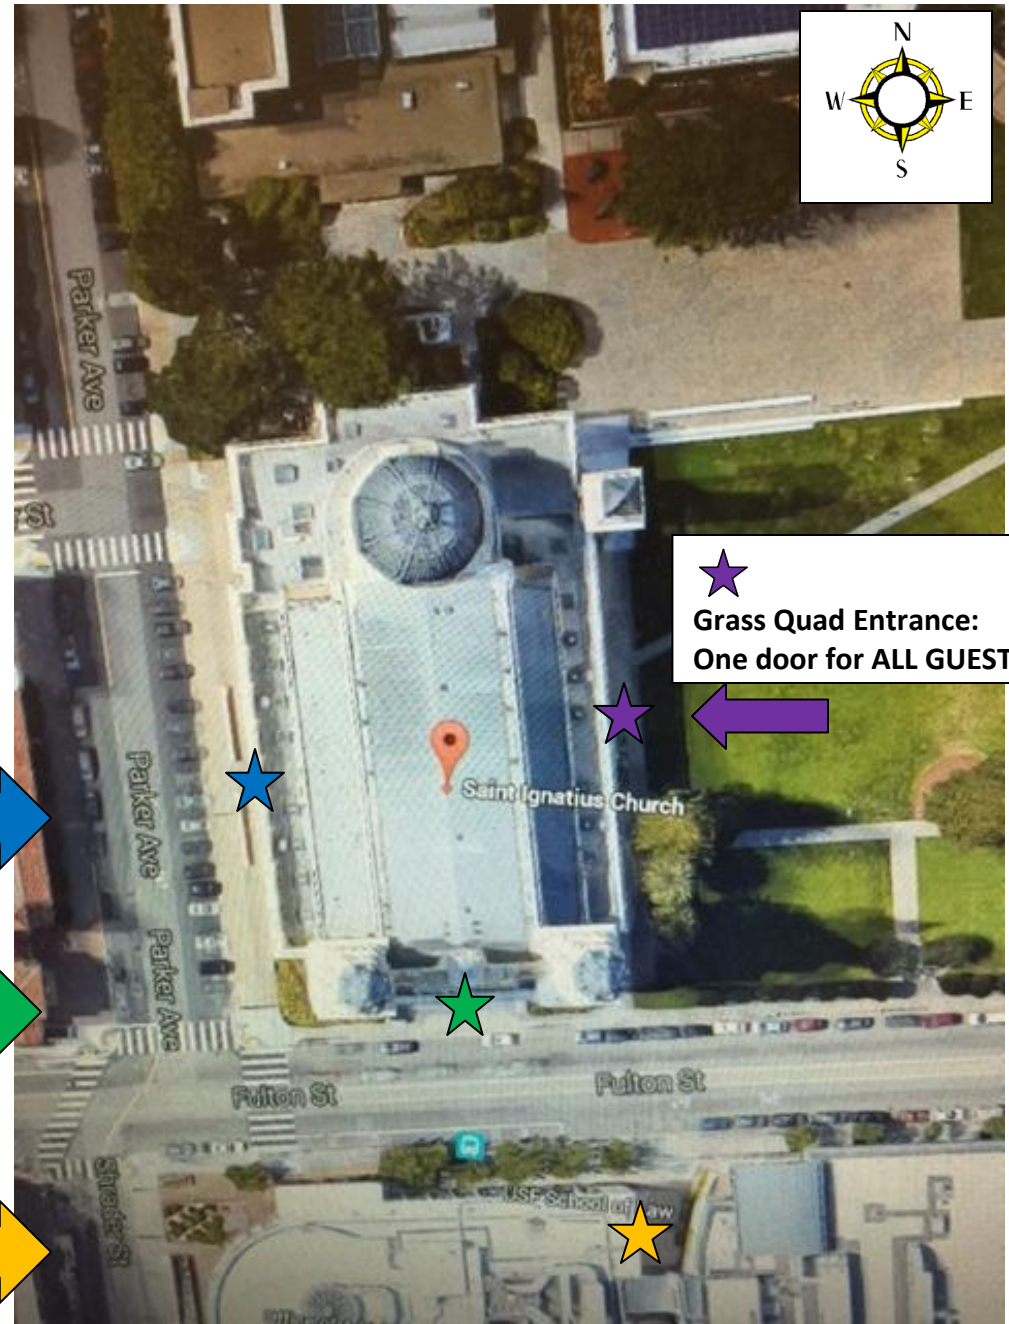 N
W E
S
Parker Ave
St
Grass Quad Entrance:
One door for ALL GUEST
Saint Ignatius Church
Parker Ave
Parker Ave
Fulton St
Fulton St
Shrader St
USF School of Law